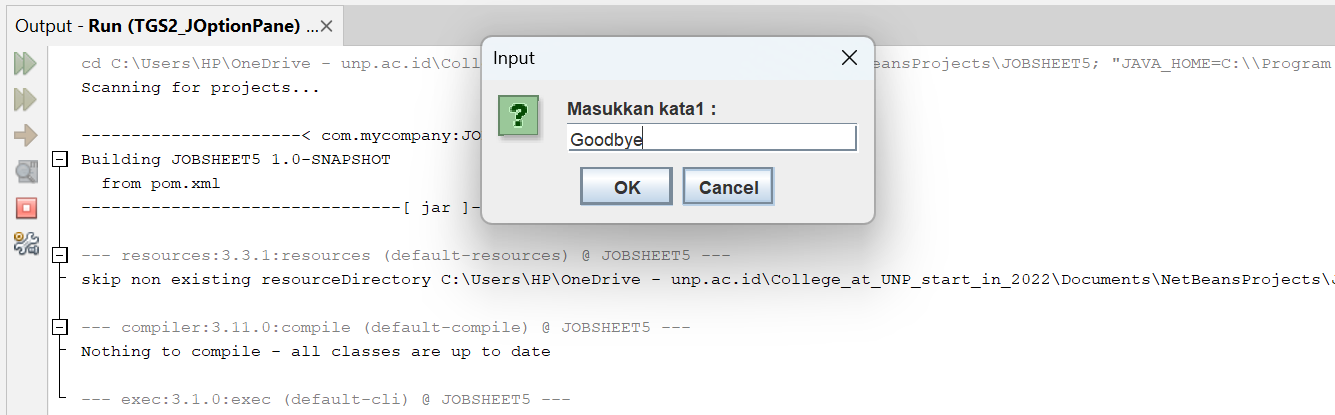 Output - Run (TGS2_JOptionPane) ...
cd C:\Users\HP\OneDrive - unp.ac.id\Coll
eansProjects\JOBSHEET5; "JAVA_HOME=C:\\Program
Scanning for projects...
Input
Masukkan kata1 :
Goodbye
OK
Cancel
----------------------< com.mycompany:JO
Building JOBSHEET5 1.0-SNAPSHOT
from pom.xml
--------------------------------[ jar ]-
--- resources:3.3.1:resources (default-resources) @ JOBSHEET5 ---
skip non existing resourceDirectory C:\Users\HP\OneDrive - unp.ac.id\College_at_UNP_start_in_2022\Documents\NetBeansProjects\J
--- compiler:3.11.0:compile (default-compile) @ JOBSHEET5 ---
Nothing to compile - all classes are up to date
--- exec:3.1.0:exec (default-cli) @ JOBSHEET5 ---